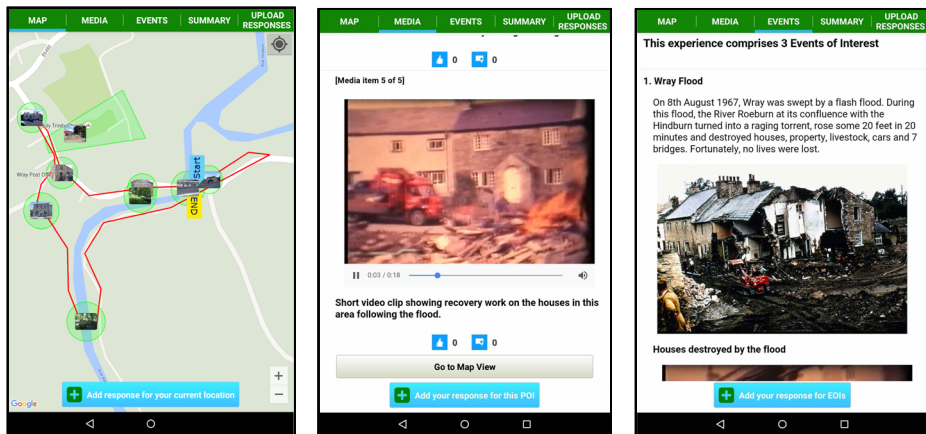 MAP MEDIA EVENTS SUMMARY UPLOAD RESPONSES
Wray Post Of
Start
END
Google
+
−
Add response for your current location
MAP MEDIA EVENTS SUMMARY UPLOAD RESPONSES
0 0
[Media item 5 of 5]
0:03 / 0:18
Short video clip showing recovery work on the houses in this
area following the flood.
0 0
Go to Map View
Add your response for this POI
MAP MEDIA EVENTS SUMMARY UPLOAD RESPONSES
This experience comprises 3 Events of Interest
1. Wray Flood
On 8th August 1967, Wray was swept by a flash flood. During
this flood, the River Roeburn at its confluence with the
Hindburn turned into a raging torrent, rose some 20 feet in 20
minutes and destroyed houses, property, livestock, cars and 7
bridges. Fortunately, no lives were lost.
Houses destroyed by the flood
Add your response for EOIs